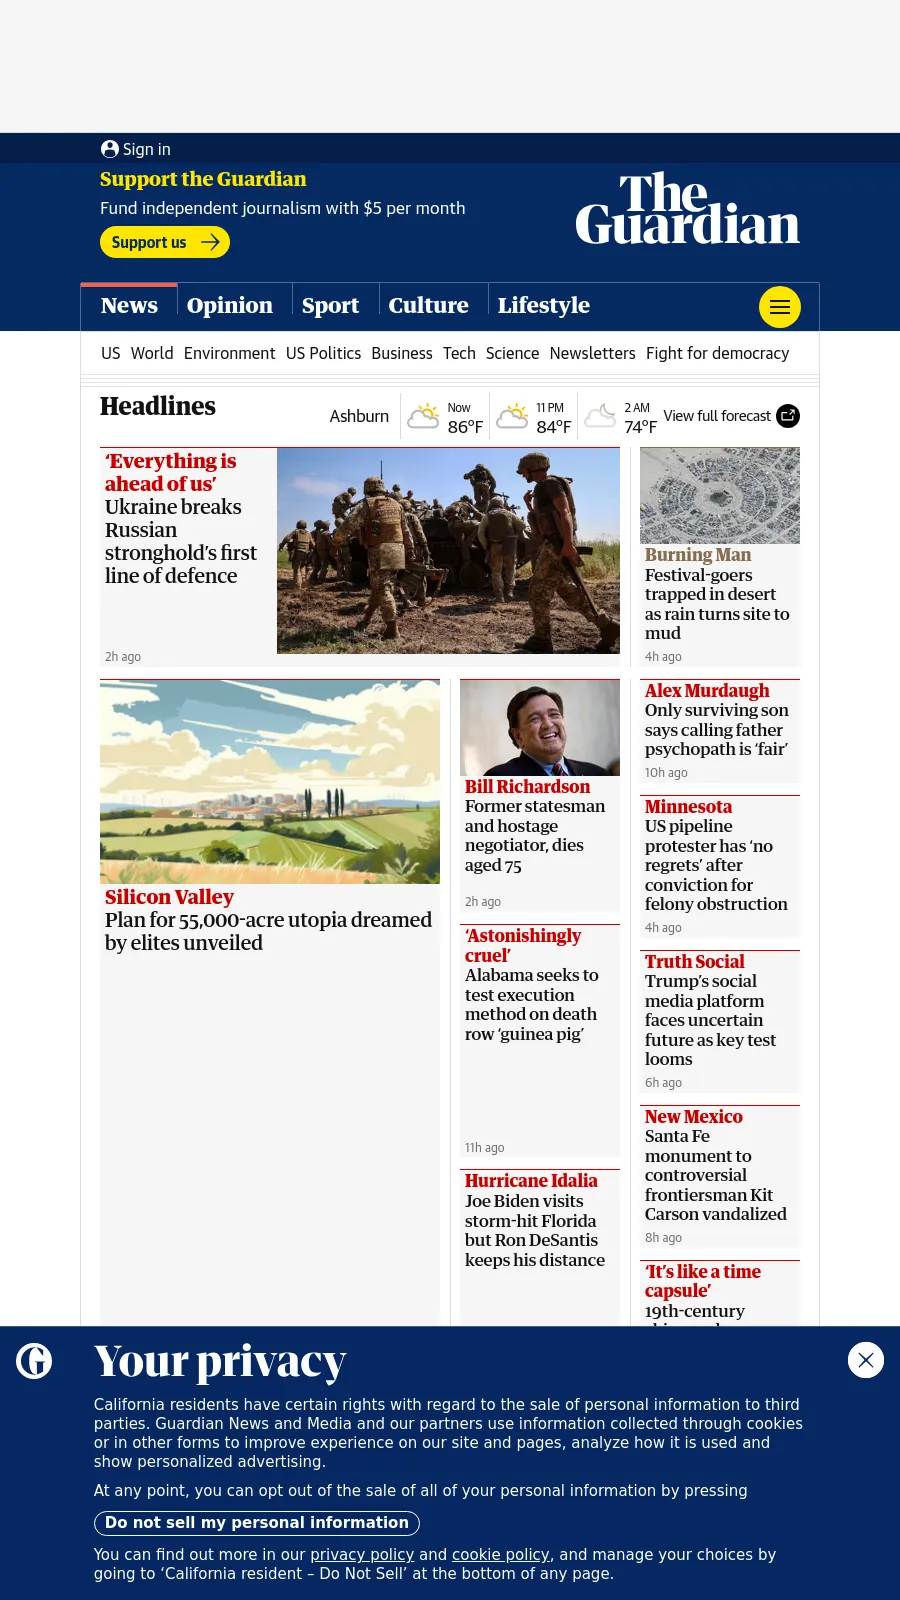 Sign in
Support the Guardian
Fund independent journalism with $5 per month
Support us
The
Guardian
News
Opinion
Sport
Culture
Lifestyle
US World Environment US Politics Business Tech Science Newsletters Fight for democracy
Headlines
Ashburn
Now
86°F
11 PM
84°F
2 AM
74°F
View full forecast
‘Everything is
ahead of us’
Ukraine breaks
Russian
stronghold’s first
line of defence
2h ago
Burning Man
Festival-goers
trapped in desert
as rain turns site to
mud
4h ago
Silicon Valley
Plan for 55,000-acre utopia dreamed
by elites unveiled
Bill Richardson
Former statesman
and hostage
negotiator, dies
aged 75
2h ago
‘Astonishingly
cruel’
Alabama seeks to
test execution
method on death
row ‘guinea pig’
11h ago
Hurricane Idalia
Joe Biden visits
storm-hit Florida
but Ron DeSantis
keeps his distance
Alex Murdaugh
Only surviving son
says calling father
psychopath is ‘fair’
10h ago
Minnesota
US pipeline
protester has ‘no
regrets’ after
conviction for
felony obstruction
4h ago
Truth Social
Trump’s social
media platform
faces uncertain
future as key test
looms
6h ago
New Mexico
Santa Fe
monument to
controversial
frontiersman Kit
Carson vandalized
8h ago
‘It’s like a time
capsule’
19th-century
Your privacy
California residents have certain rights with regard to the sale of personal information to third
parties. Guardian News and Media and our partners use information collected through cookies
or in other forms to improve experience on our site and pages, analyze how it is used and
show personalized advertising.
At any point, you can opt out of the sale of all of your personal information by pressing
Do not sell my personal information
You can find out more in our privacy policy and cookie policy, and manage your choices by
going to ‘California resident – Do Not Sell’ at the bottom of any page.